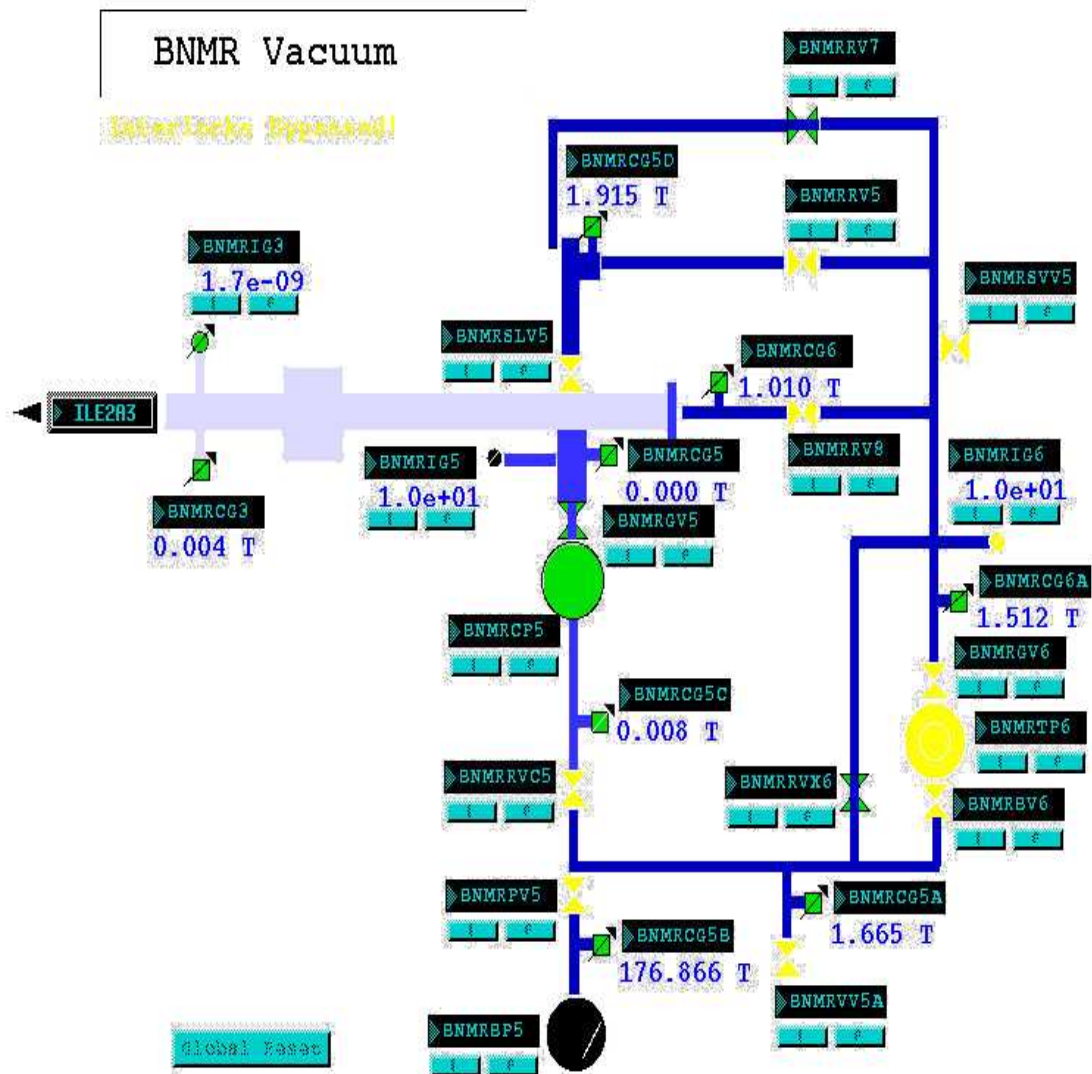 BNMR Vacuum
Interlocks Bypassed!
BNMRRV7
BNMRCG5D
1.915 T
BNMRRV5
BNMRIG3
1.7e-09
BNMRSVV5
BNMRSLV5
BNMRCG6
1.010 T
ILE2A3
BNMRRV8
BNMRIG5
1.0e+01
BNMRCG5
0.000 T
BNMRIG6
1.0e+01
BNMRCG3
0.004 T
BNMRGV5
BNMRCG6A
1.512 T
BNMRCP5
BNMRGV6
BNMRCG5C
0.008 T
BNMRTP6
BNMRRVC5
BNMRRVX6
BNMRBV6
BNMRPV5
BNMRCG5A
1.665 T
BNMRCG5B
176.866 T
BNMRVV5A
BNMRBP5
Global Reset